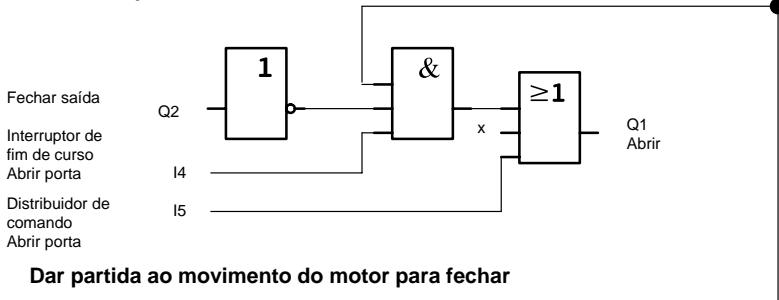 1
&
≥1
Fechar saída
Q2
Interruptor de
fim de curso
Abrir porta
I4
x
Q1
Abrir
Distribuidor de
comando
Abrir porta
I5
Dar partida ao movimento do motor para fechar